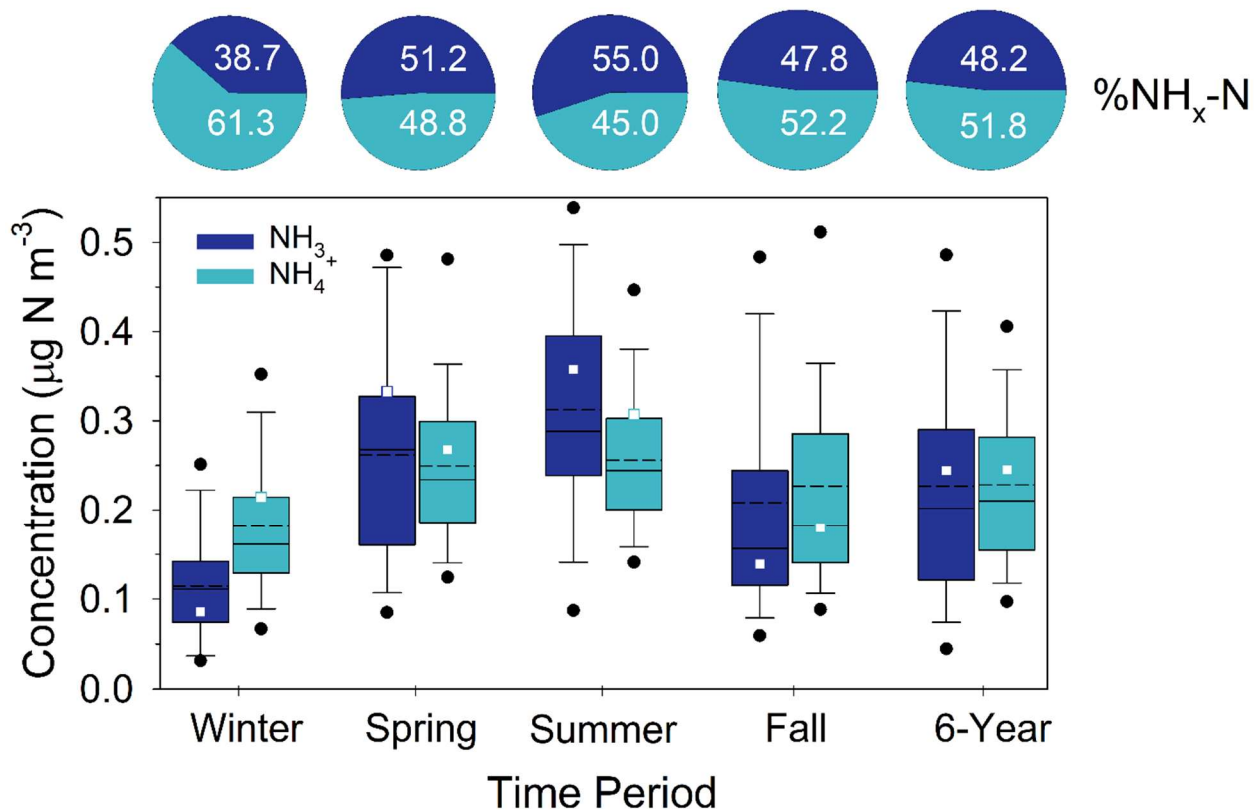 38.7 51.2 55.0 47.8 48.2
%NHₓ-N
61.3 48.8 45.0 52.2 51.8
NH₃
NH₄⁺
0.5
0.4
0.3
0.2
0.1
0.0
Concentration (μg N m⁻³)
Winter Spring Summer Fall 6-Year
Time Period